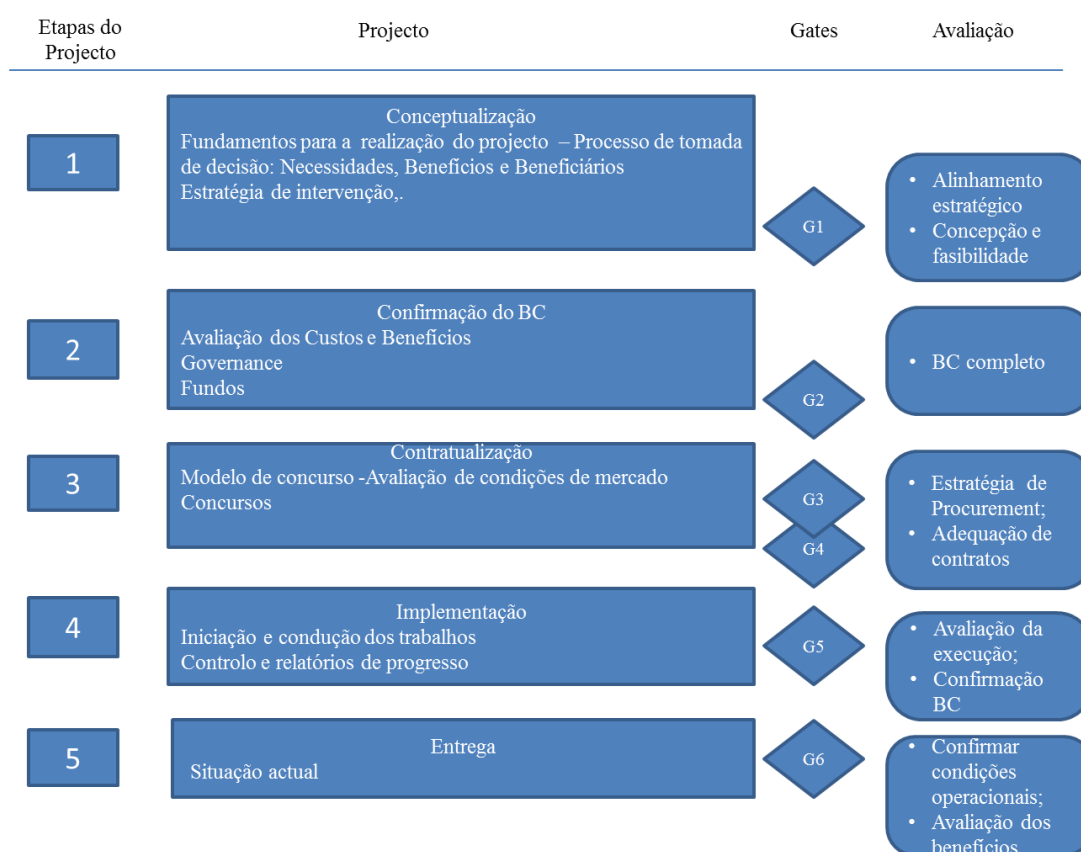 Etapas do
Projecto
Projecto
Gates
Avaliação
1
Conceptualização
Fundamentos para a realização do projecto – Processo de tomada
de decisão: Necessidades, Benefícios e Beneficiários
Estratégia de intervenção,.
G1
• Alinhamento
estratégico
• Concepção e
fasibilidade
2
Confirmação do BC
Avaliação dos Custos e Benefícios
Governance
Fundos
G2
• BC completo
3
Contratualização
Modelo de concurso -Avaliação de condições de mercado
Concursos
G3
G4
• Estratégia de
Procurement;
• Adequação de
contratos
4
Implementação
Iniciação e condução dos trabalhos
Controlo e relatórios de progresso
G5
• Avaliação da
execução;
• Confirmação
BC
5
Entrega
Situação actual
G6
• Confirmar
condições
operacionais;
• Avaliação dos
benefícios